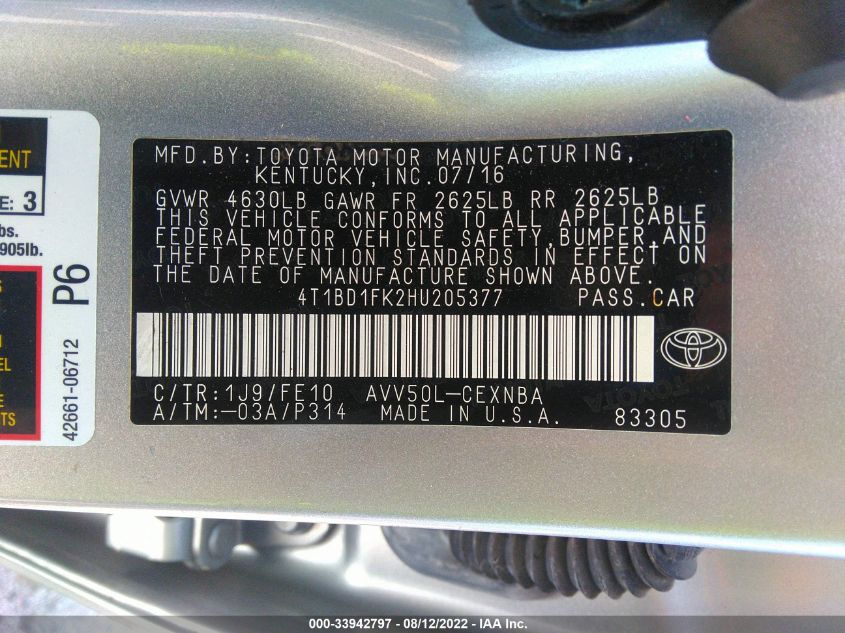 MFD.BY:TOYOTA MOTOR MANUFACTURING,
KENTUCKY,INC.07/16
GVWR 4630LB GAWR FR 2625LB RR 2625LB
THIS VEHICLE CONFORMS TO ALL APPLICABLE
FEDERAL MOTOR VEHICLE SAFETY,BUMPER,AND
THEFT PREVENTION STANDARDS IN EFFECT ON
THE DATE OF MANUFACTURE SHOWN ABOVE.
4T1BD1FK2HU205377 PASS.CAR
C/TR:1J9/FE10 AVV50L-CEXNBA
A/TM:-03A/P314 MADE IN U.S.A. 83305
ENT
E: 3
bs.
905lb.
P6
42661-06712
000-33942797 - 08/12/2022 - IAA Inc.